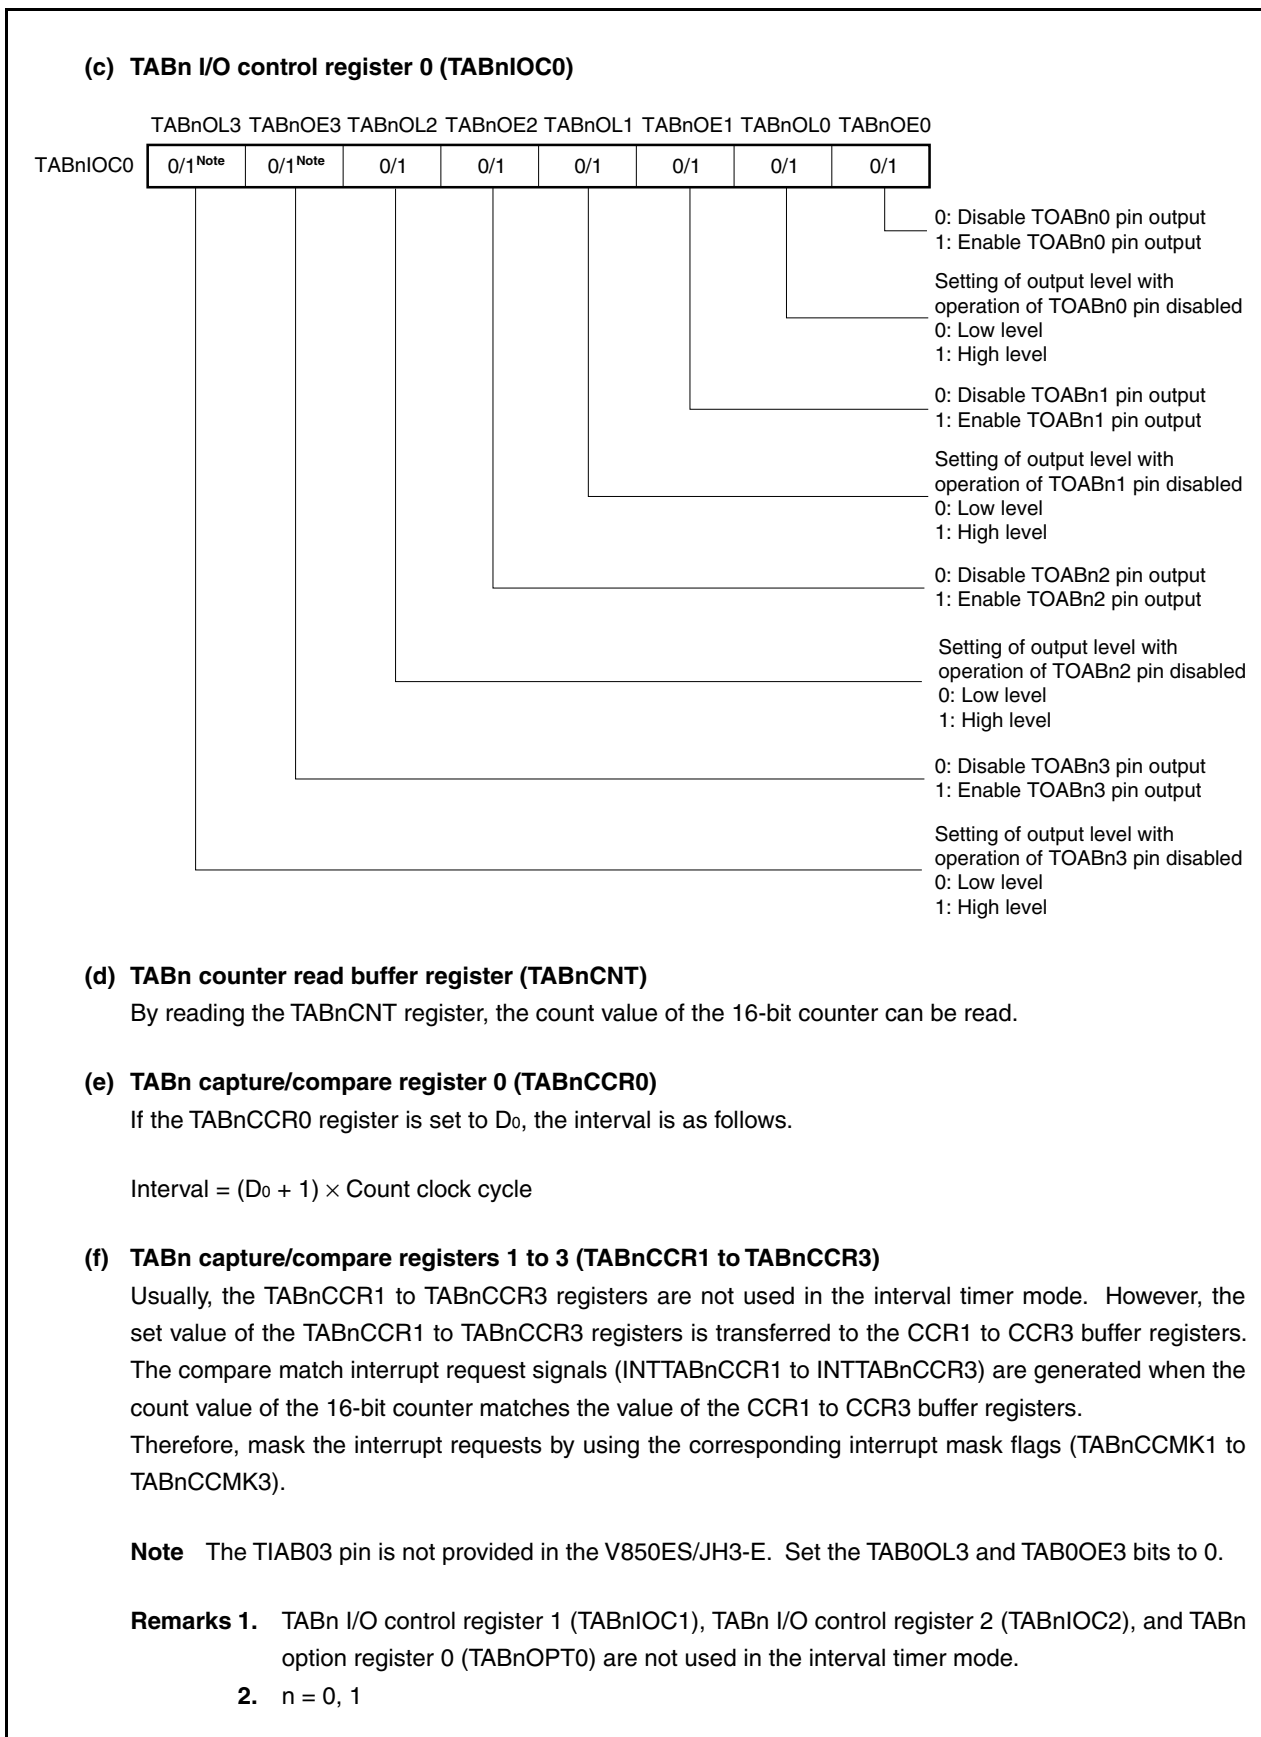 (c) TABn I/O control register 0 (TABnIOC0)
TABnOL3 TABnOE3 TABnOL2 TABnOE2 TABnOL1 TABnOE1 TABnOL0 TABnOE0
TABnIOC0 0/1Note 0/1Note 0/1 0/1 0/1 0/1 0/1 0/1
0: Disable TOABn0 pin output
1: Enable TOABn0 pin output
Setting of output level with
operation of TOABn0 pin disabled
0: Low level
1: High level
0: Disable TOABn1 pin output
1: Enable TOABn1 pin output
Setting of output level with
operation of TOABn1 pin disabled
0: Low level
1: High level
0: Disable TOABn2 pin output
1: Enable TOABn2 pin output
Setting of output level with
operation of TOABn2 pin disabled
0: Low level
1: High level
0: Disable TOABn3 pin output
1: Enable TOABn3 pin output
Setting of output level with
operation of TOABn3 pin disabled
0: Low level
1: High level
(d) TABn counter read buffer register (TABnCNT)
By reading the TABnCNT register, the count value of the 16-bit counter can be read.
(e) TABn capture/compare register 0 (TABnCCR0)
If the TABnCCR0 register is set to D0, the interval is as follows.
Interval = (D0 + 1) × Count clock cycle
(f) TABn capture/compare registers 1 to 3 (TABnCCR1 to TABnCCR3)
Usually, the TABnCCR1 to TABnCCR3 registers are not used in the interval timer mode. However, the
set value of the TABnCCR1 to TABnCCR3 registers is transferred to the CCR1 to CCR3 buffer registers.
The compare match interrupt request signals (INTTABnCCR1 to INTTABnCCR3) are generated when the
count value of the 16-bit counter matches the value of the CCR1 to CCR3 buffer registers.
Therefore, mask the interrupt requests by using the corresponding interrupt mask flags (TABnCCMK1 to
TABnCCMK3).
Note The TIAB03 pin is not provided in the V850ES/JH3-E. Set the TAB0OL3 and TAB0OE3 bits to 0.
Remarks 1. TABn I/O control register 1 (TABnIOC1), TABn I/O control register 2 (TABnIOC2), and TABn
option register 0 (TABnOPT0) are not used in the interval timer mode.
2. n = 0, 1